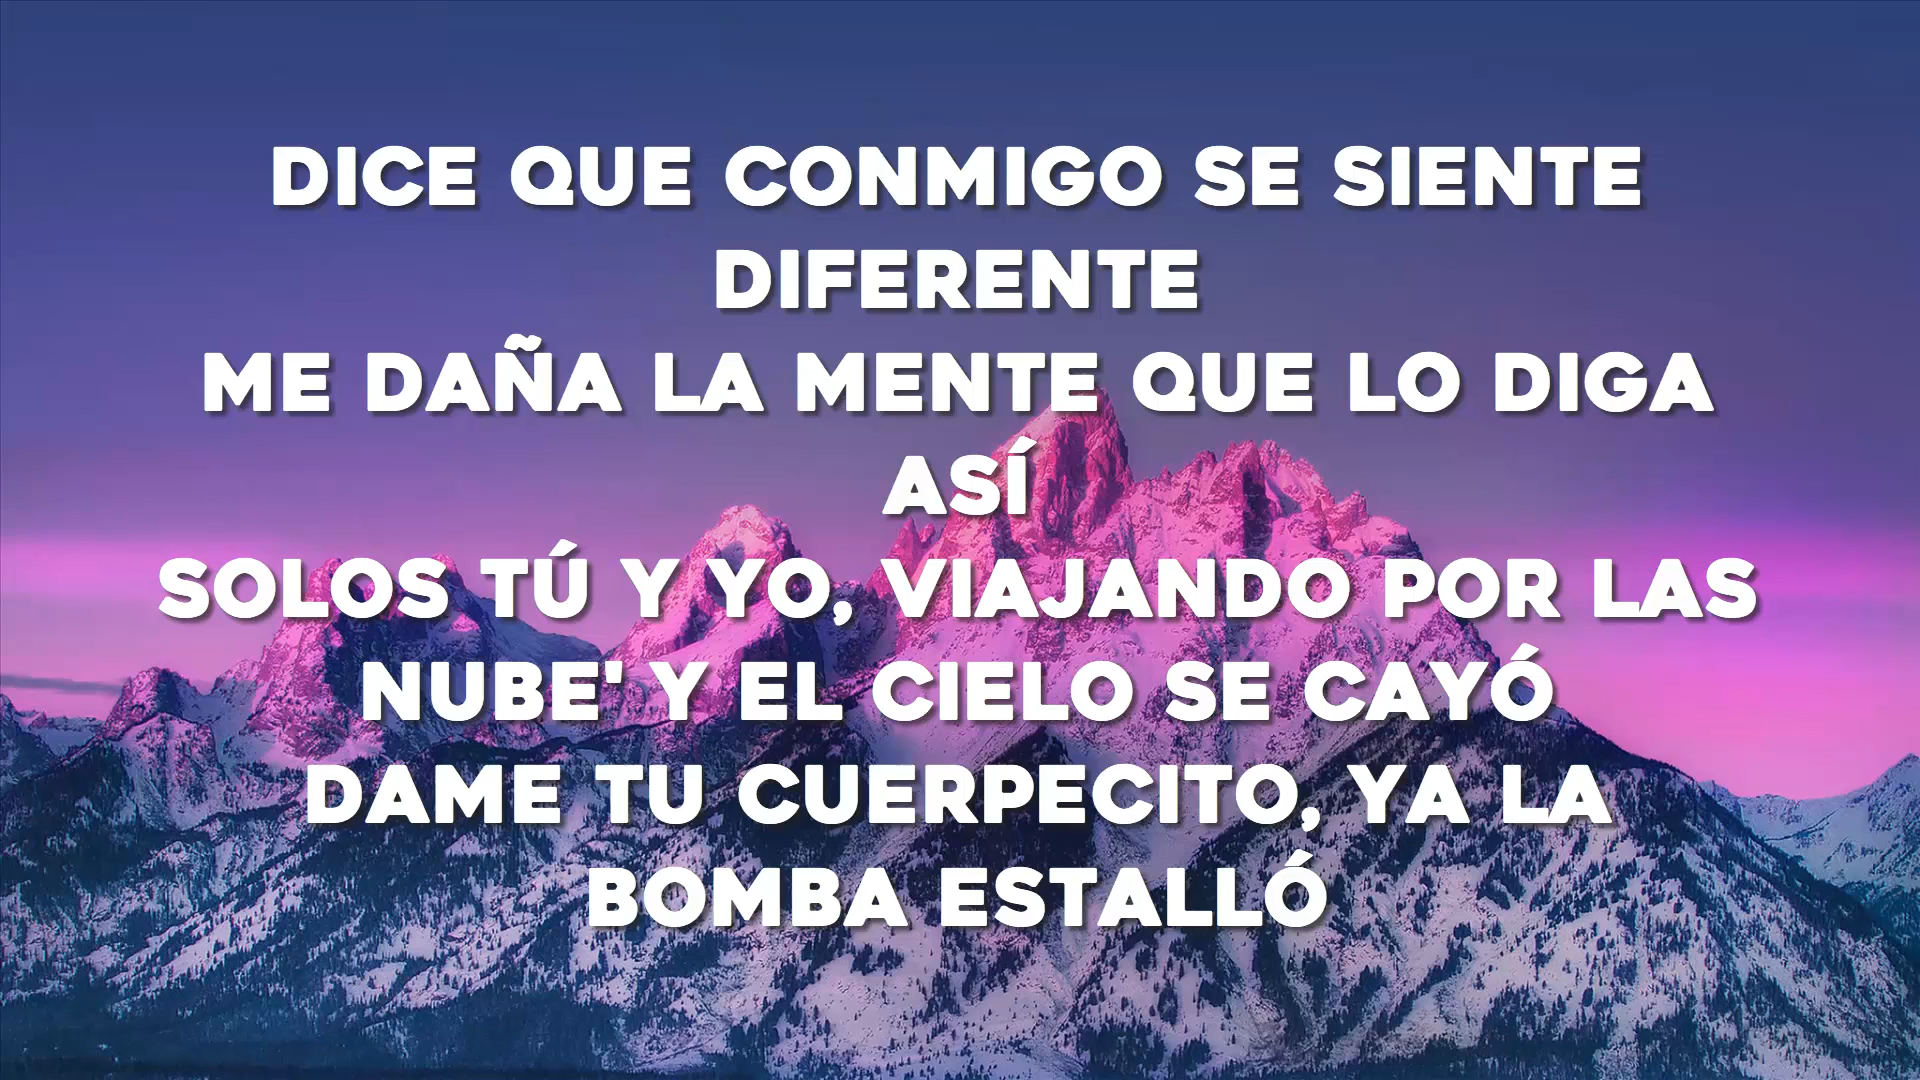 DICE QUE CONMIGO SE SIENTE
DIFERENTE
ME DAÑA LA MENTE QUE LO DIGA
ASÍ
SOLOS TÚ Y YO, VIAJANDO POR LAS
NUBE' Y EL CIELO SE CAYÓ
DAME TU CUERPECITO, YA LA
BOMBA ESTALLÓ